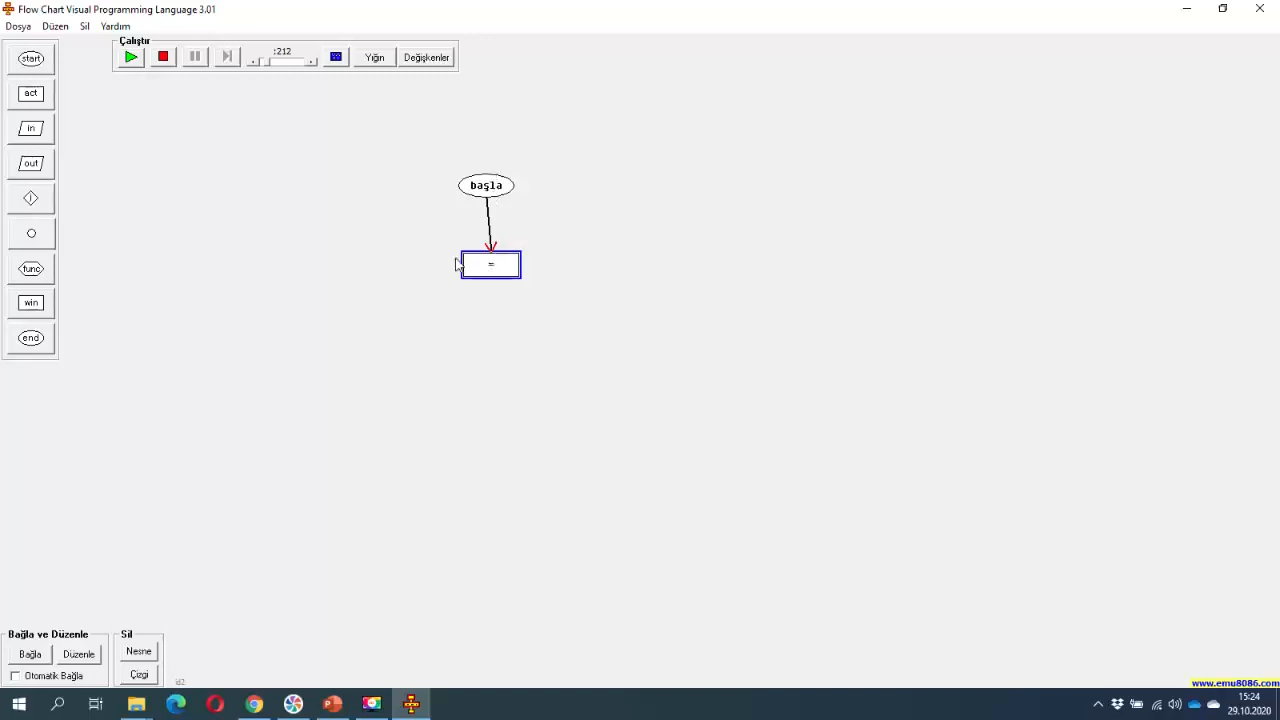 Flow Chart Visual Programming Language 3.01
Dosya Düzen Sil Yardım
Çalıştır
:212
Yığın
Değişkenler
start
act
in
out
func
win
end
başla
=
Bağla ve Düzenle
Bağla
Düzenle
Otomatik Bağla
Sil
Nesne
Çizgi
id2
www.emu8086.com
15:24
29.10.2020